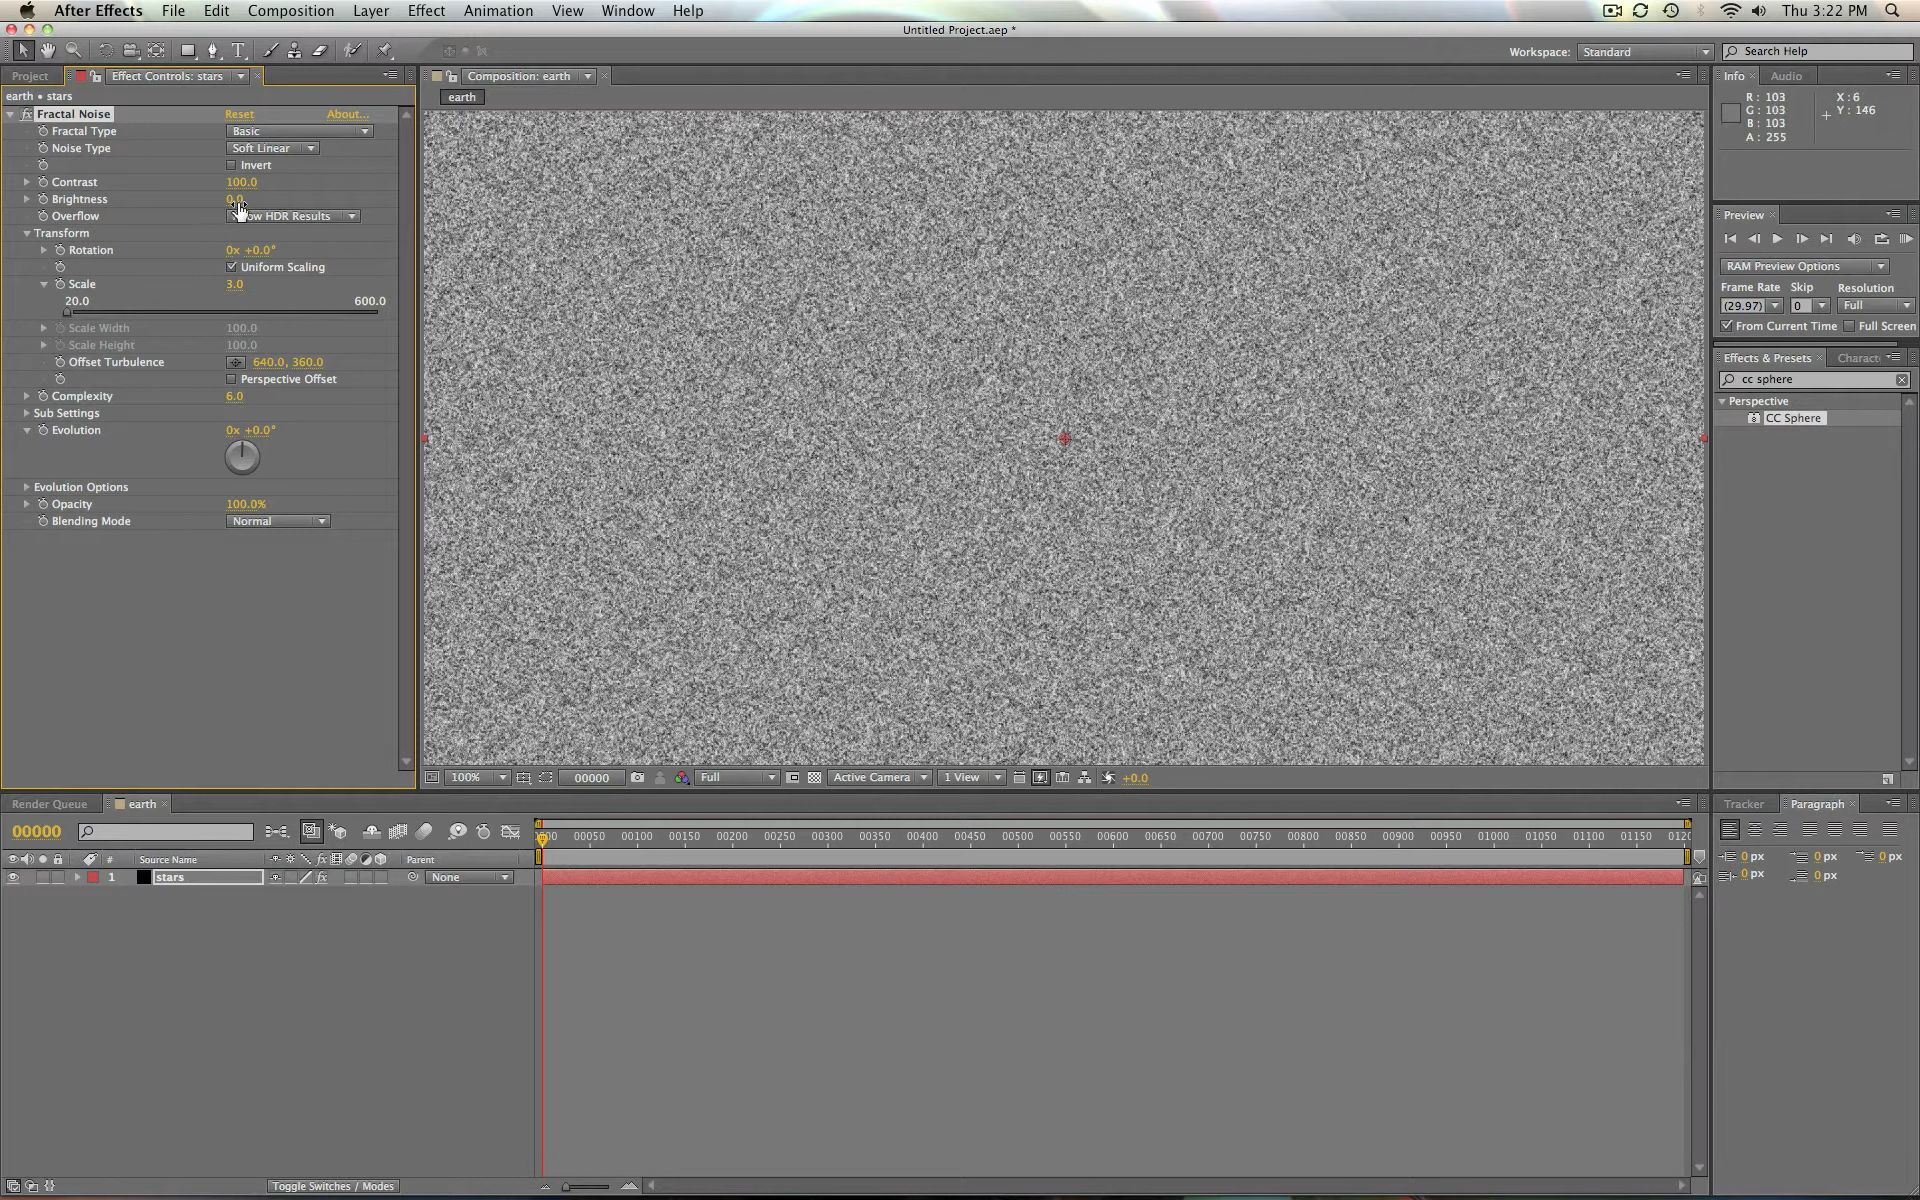 After Effects File Edit Composition Layer Effect Animation View Window Help Thu 3:22 PM
Untitled Project.aep *
Workspace: Standard Search Help
Project Effect Controls: stars Composition: earth Info Audio
earth • stars
earth
R: 103 X: 6
G: 103 Y: 146
B: 103
A: 255
Fractal Noise Reset About...
Fractal Type Basic
Noise Type Soft Linear
Invert
Contrast 100.0
Brightness 0.0
Overflow HDR Results
Transform
Rotation 0x +0.0°
Uniform Scaling
Scale 3.0
20.0 600.0
Scale Width 100.0
Scale Height 100.0
Offset Turbulence 640.0, 360.0
Perspective Offset
Complexity 6.0
Sub Settings
Evolution 0x +0.0°
Evolution Options
Opacity 100.0%
Blending Mode Normal
Preview
RAM Preview Options
Frame Rate Skip Resolution
(29.97) 0 Full
From Current Time Full Screen
Effects & Presets Charact
cc sphere
Perspective
CC Sphere
100% 00000 Full Active Camera 1 View +0.0
Render Queue earth
00000
00050 00100 00150 00200 00250 00300 00350 00400 00450 00500 00550 00600 00650 00700 00750 00800 00850 00900 00950 01000 01050 01100 01150 0120
# Source Name Parent
1 stars None
Toggle Switches / Modes
Tracker Paragraph
0 px 0 px 0 px
0 px 0 px